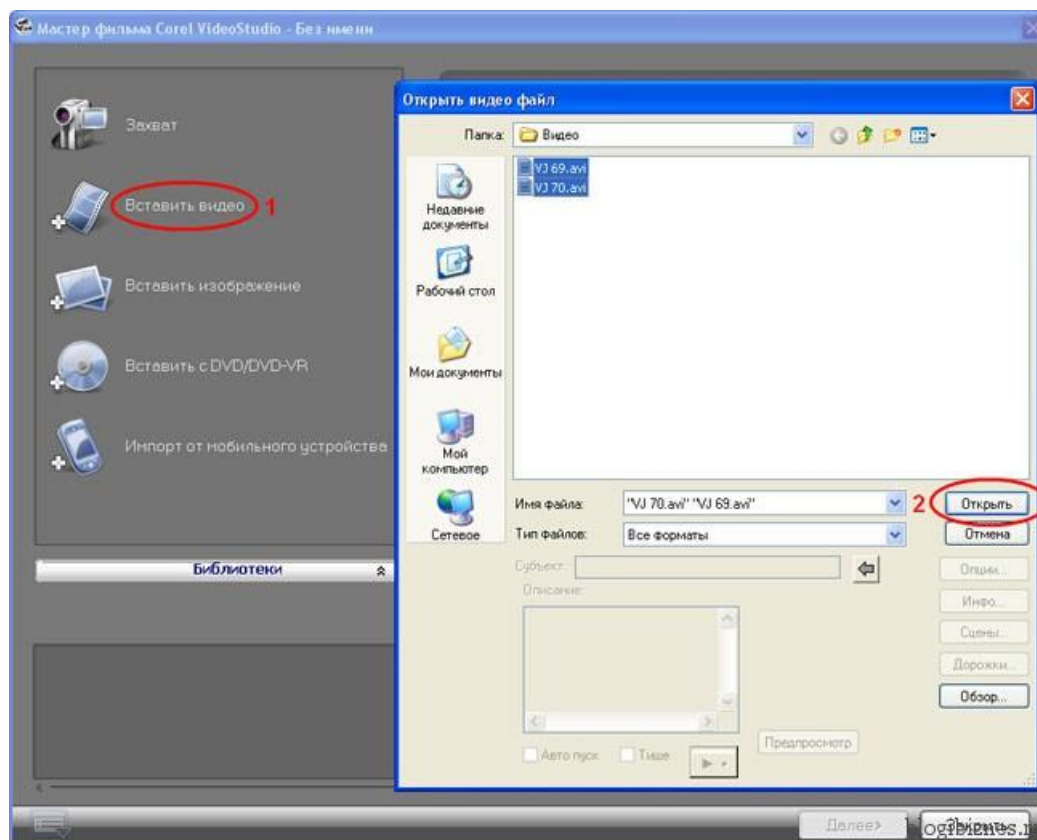 Мастер фильма Corel VideoStudio - Без имени
Захват
Вставить видео 1
Вставить изображение
Вставить с DVD/DVD-VR
Импорт от мобильного устройства
Библиотеки
Открыть видео файл
Папка: Видео
VJ 69.avi
VJ 70.avi
Недавние документы
Рабочий стол
Мои документы
Мой компьютер
Сетевое
Имя файла: "VJ 70.avi" "VJ 69.avi" 2 Открыть
Тип файлов: Все форматы Отмена
Субъект: Опции...
Описание: Инфо...
Сцены...
Дорожки...
Обзор...
Авто пуск Тише Предпросмотр
Далее> Закрыть